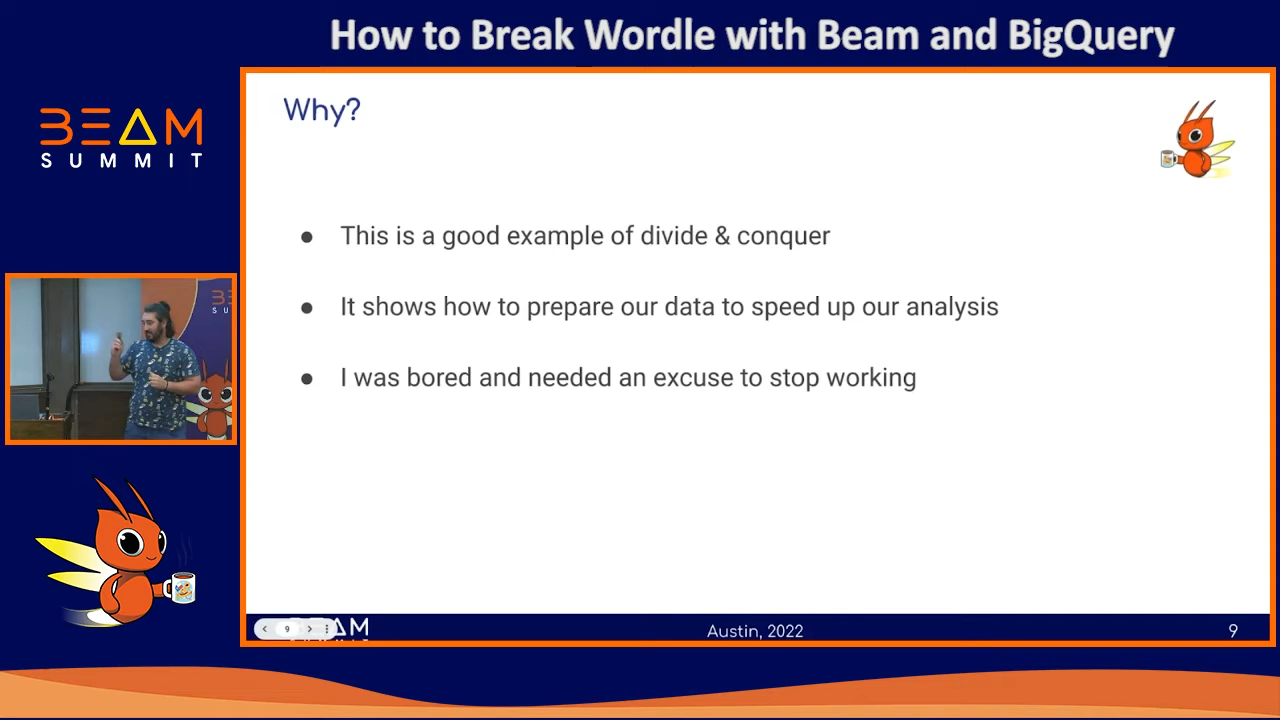 How to Break Wordle with Beam and BigQuery
BEAM
SUMMIT
Why?
● This is a good example of divide & conquer
● It shows how to prepare our data to speed up our analysis
● I was bored and needed an excuse to stop working
9
Austin, 2022
9